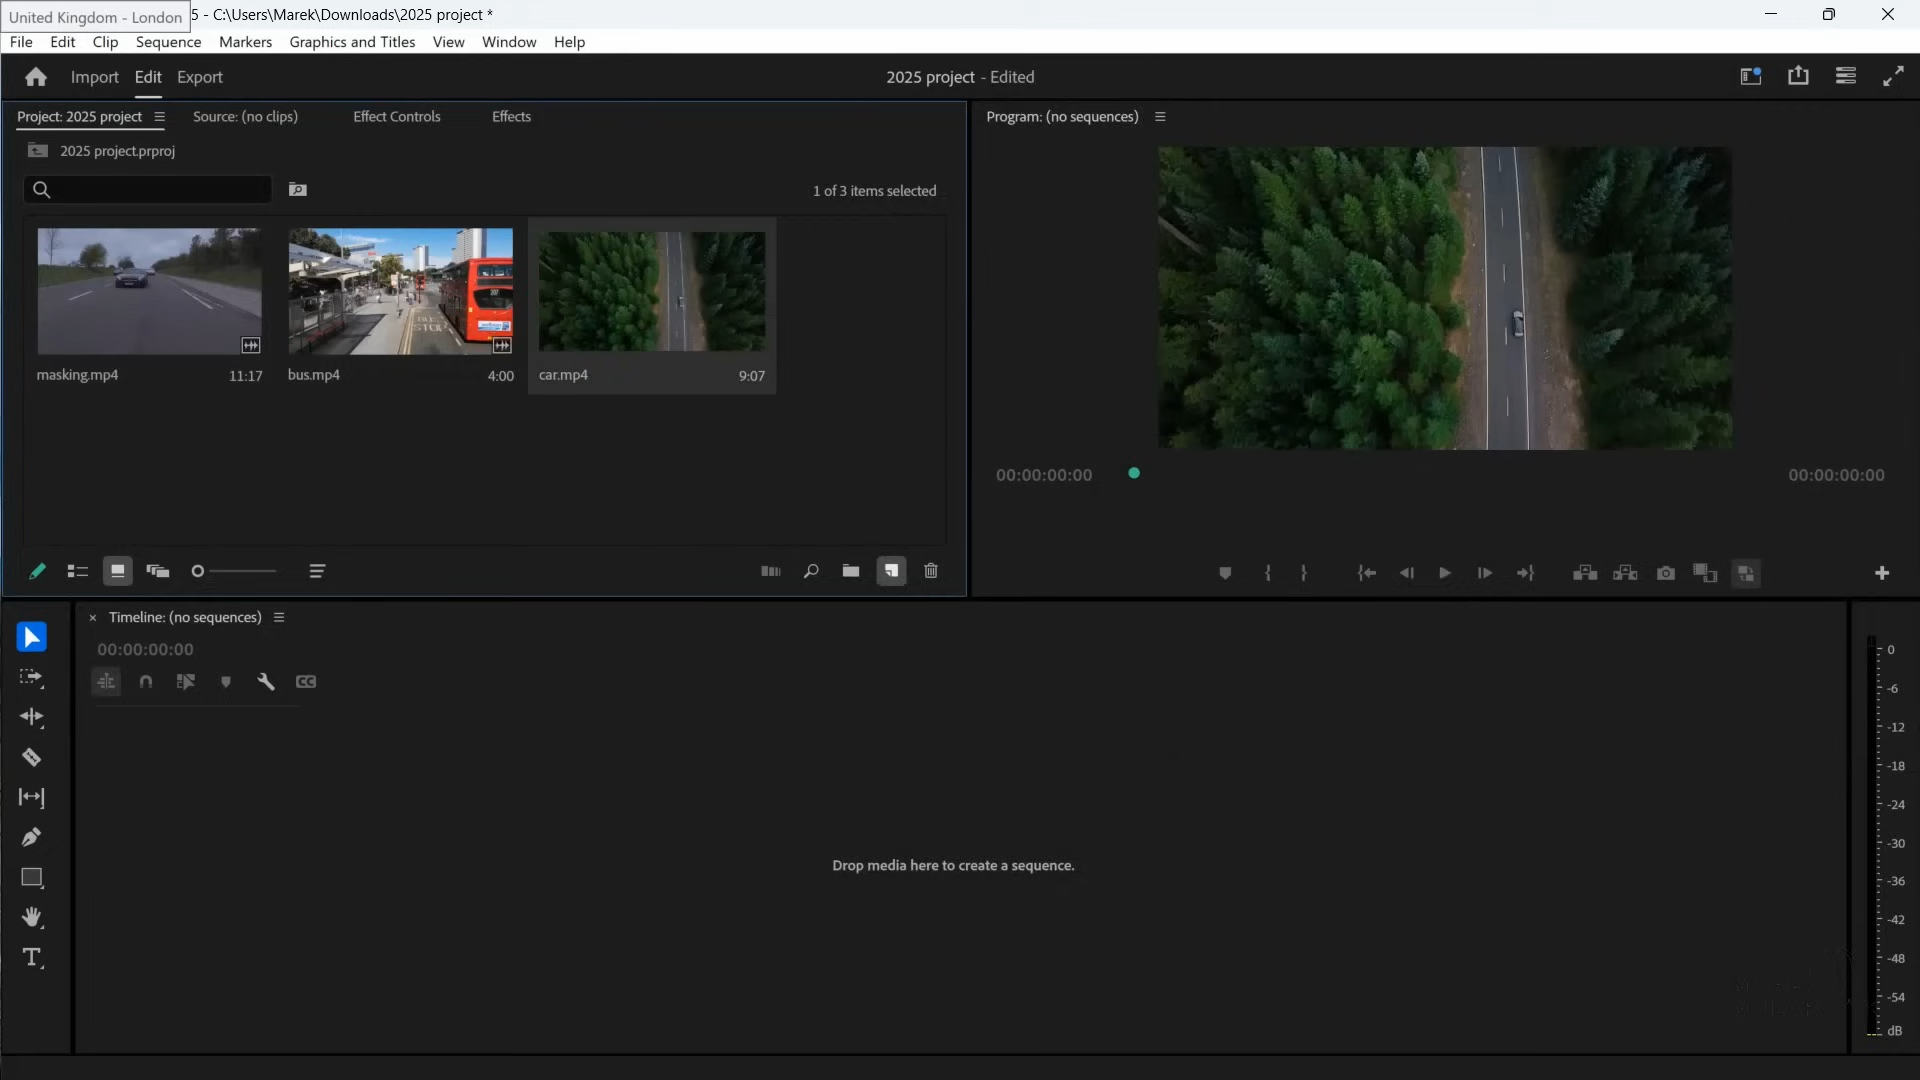 United Kingdom - London 5 - C:\Users\Marek\Downloads\2025 project *
File Edit Clip Sequence Markers Graphics and Titles View Window Help
Import Edit Export
2025 project - Edited
Project: 2025 project Source: (no clips) Effect Controls Effects
Program: (no sequences)
2025 project.prproj
1 of 3 items selected
BUS
STOP
207
masking.mp4 11:17
bus.mp4 4:00
car.mp4 9:07
00:00:00:00
00:00:00:00
× Timeline: (no sequences)
00:00:00:00
CC
Drop media here to create a sequence.
T
0
-6
-12
-18
-24
-30
-36
-42
-48
-54
dB